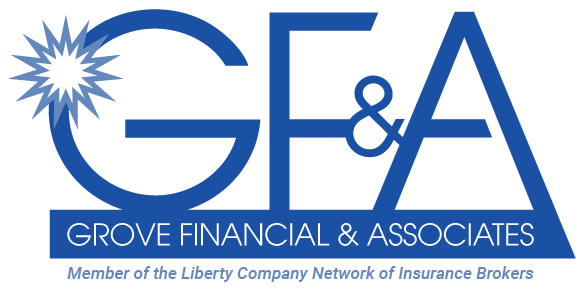 GF&A
GROVE FINANCIAL & ASSOCIATES
Member of the Liberty Company Network of Insurance Brokers